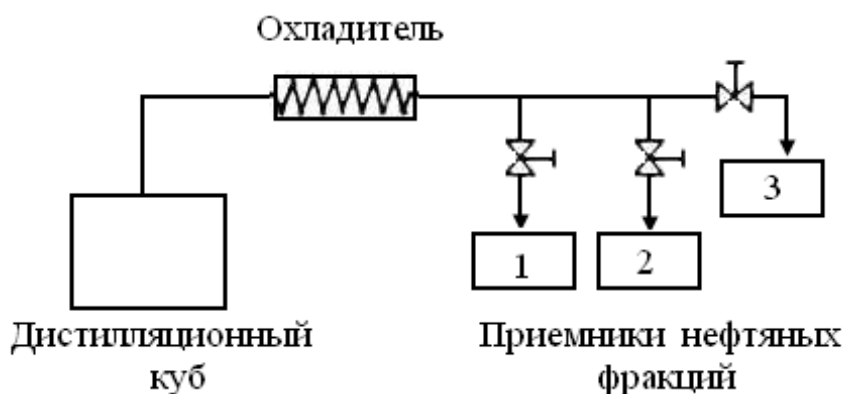 Охладитель
3
1
2
Дистилляционный
куб
Приемники нефтяных
фракций